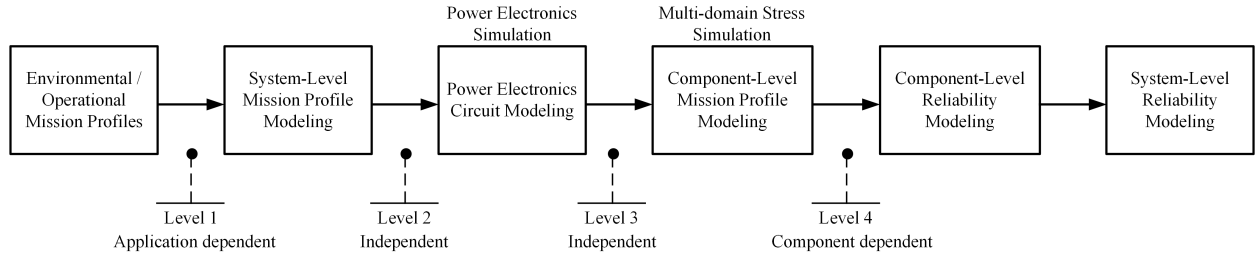 Power Electronics
Simulation
Multi-domain Stress
Simulation
Environmental /
Operational
Mission Profiles
System-Level
Mission Profile
Modeling
Power Electronics
Circuit Modeling
Component-Level
Mission Profile
Modeling
Component-Level
Reliability
Modeling
System-Level
Reliability
Modeling
Level 1
Application dependent
Level 2
Independent
Level 3
Independent
Level 4
Component dependent